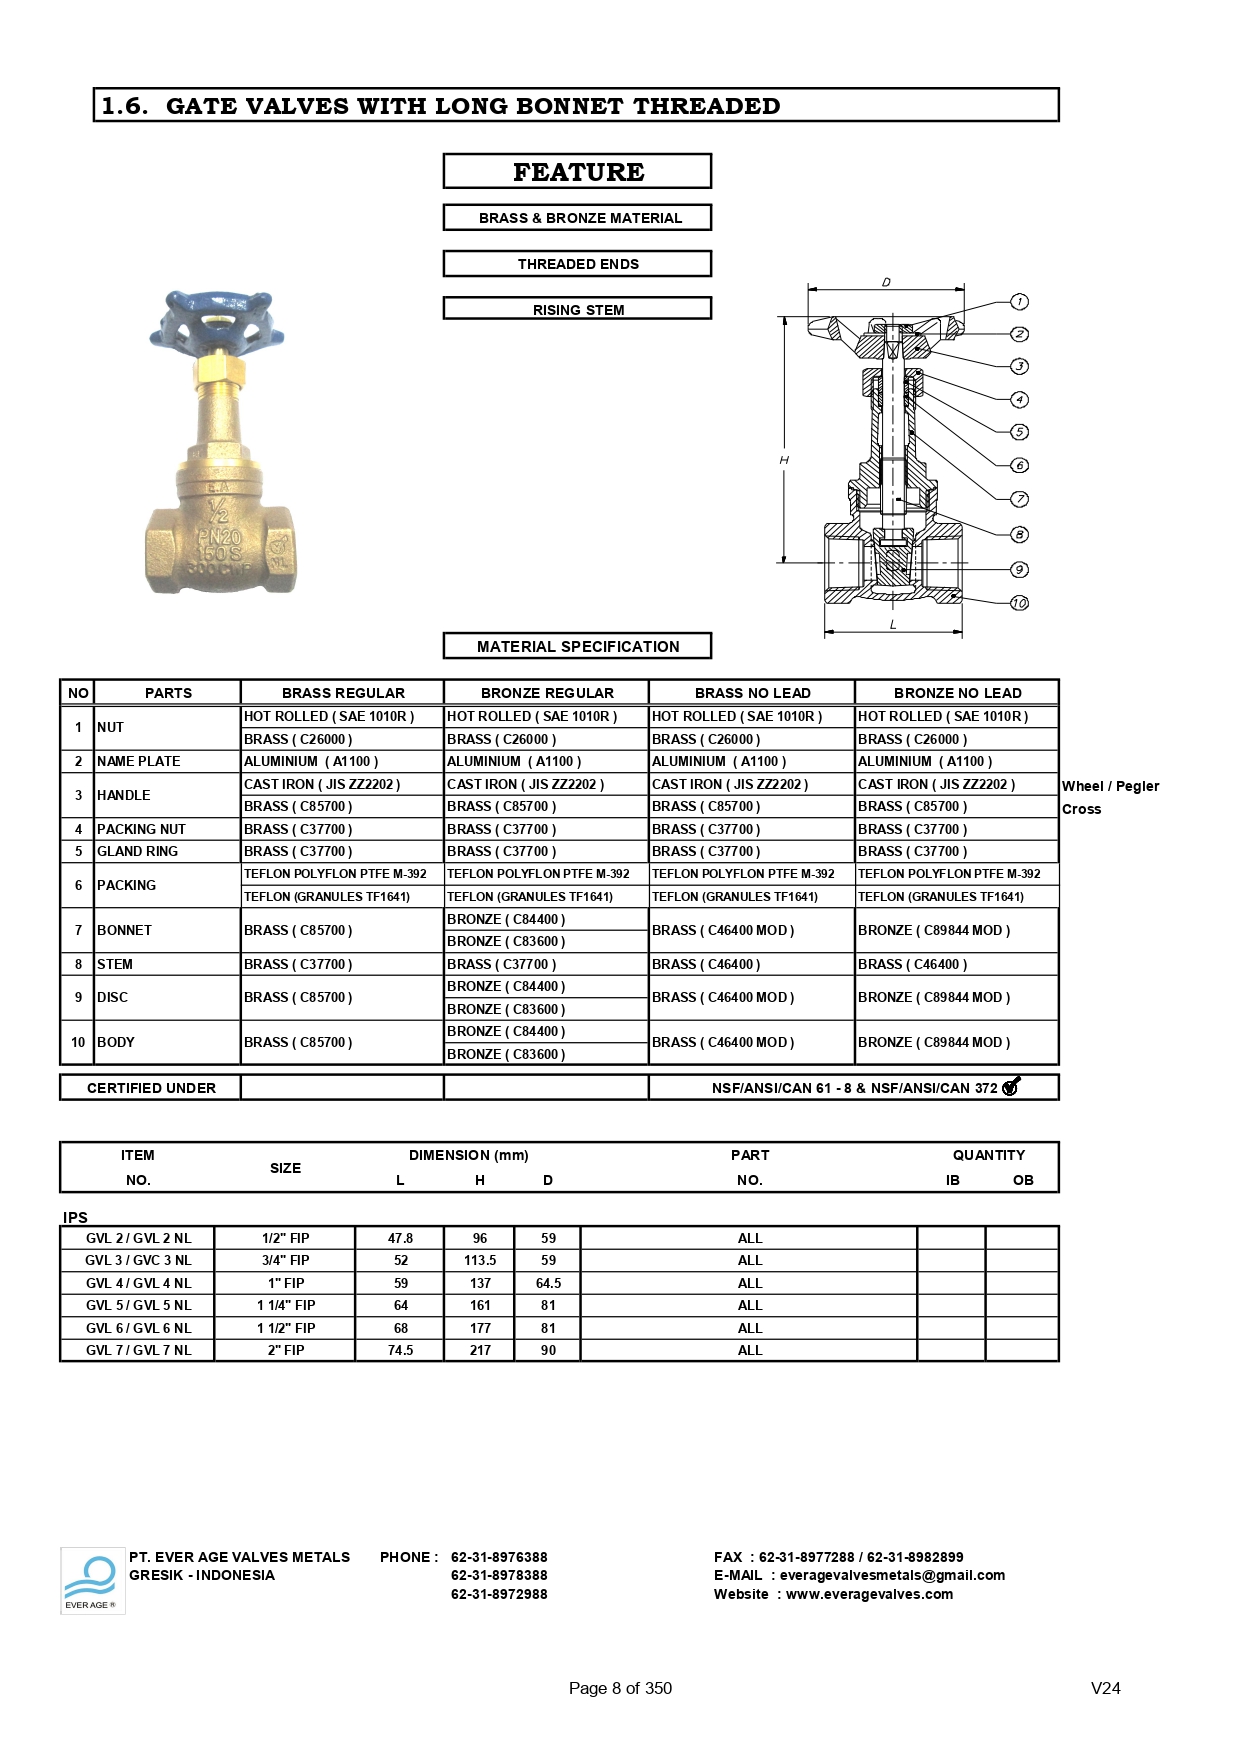 1.6. GATE VALVES WITH LONG BONNET THREADED
FEATURE
BRASS & BRONZE MATERIAL
THREADED ENDS
RISING STEM
E.A
1/2
PN20
150 S
600 CWP
NL
D
H
L
1
2
3
4
5
6
7
8
9
10
MATERIAL SPECIFICATION
NO PARTS BRASS REGULAR BRONZE REGULAR BRASS NO LEAD BRONZE NO LEAD
1 NUT HOT ROLLED ( SAE 1010R ) HOT ROLLED ( SAE 1010R ) HOT ROLLED ( SAE 1010R ) HOT ROLLED ( SAE 1010R )
BRASS ( C26000 ) BRASS ( C26000 ) BRASS ( C26000 ) BRASS ( C26000 )
2 NAME PLATE ALUMINIUM ( A1100 ) ALUMINIUM ( A1100 ) ALUMINIUM ( A1100 ) ALUMINIUM ( A1100 )
3 HANDLE CAST IRON ( JIS ZZ2202 ) CAST IRON ( JIS ZZ2202 ) CAST IRON ( JIS ZZ2202 ) CAST IRON ( JIS ZZ2202 ) Wheel / Pegler
BRASS ( C85700 ) BRASS ( C85700 ) BRASS ( C85700 ) BRASS ( C85700 ) Cross
4 PACKING NUT BRASS ( C37700 ) BRASS ( C37700 ) BRASS ( C37700 ) BRASS ( C37700 )
5 GLAND RING BRASS ( C37700 ) BRASS ( C37700 ) BRASS ( C37700 ) BRASS ( C37700 )
6 PACKING TEFLON POLYFLON PTFE M-392 TEFLON POLYFLON PTFE M-392 TEFLON POLYFLON PTFE M-392 TEFLON POLYFLON PTFE M-392
TEFLON (GRANULES TF1641) TEFLON (GRANULES TF1641) TEFLON (GRANULES TF1641) TEFLON (GRANULES TF1641)
7 BONNET BRASS ( C85700 ) BRONZE ( C84400 ) BRASS ( C46400 MOD ) BRONZE ( C89844 MOD )
BRONZE ( C83600 )
8 STEM BRASS ( C37700 ) BRASS ( C37700 ) BRASS ( C46400 ) BRASS ( C46400 )
9 DISC BRASS ( C85700 ) BRONZE ( C84400 ) BRASS ( C46400 MOD ) BRONZE ( C89844 MOD )
BRONZE ( C83600 )
10 BODY BRASS ( C85700 ) BRONZE ( C84400 ) BRASS ( C46400 MOD ) BRONZE ( C89844 MOD )
BRONZE ( C83600 )
CERTIFIED UNDER NSF/ANSI/CAN 61 - 8 & NSF/ANSI/CAN 372
ITEM DIMENSION (mm) PART QUANTITY
SIZE
NO. L H D NO. IB OB
IPS
GVL 2 / GVL 2 NL 1/2" FIP 47.8 96 59 ALL
GVL 3 / GVC 3 NL 3/4" FIP 52 113.5 59 ALL
GVL 4 / GVL 4 NL 1" FIP 59 137 64.5 ALL
GVL 5 / GVL 5 NL 1 1/4" FIP 64 161 81 ALL
GVL 6 / GVL 6 NL 1 1/2" FIP 68 177 81 ALL
GVL 7 / GVL 7 NL 2" FIP 74.5 217 90 ALL
PT. EVER AGE VALVES METALS PHONE : 62-31-8976388 FAX : 62-31-8977288 / 62-31-8982899
GRESIK - INDONESIA 62-31-8978388 E-MAIL : everagevalvesmetals@gmail.com
62-31-8972988 Website : www.everagevalves.com
EVER AGE ®
Page 8 of 350 V24